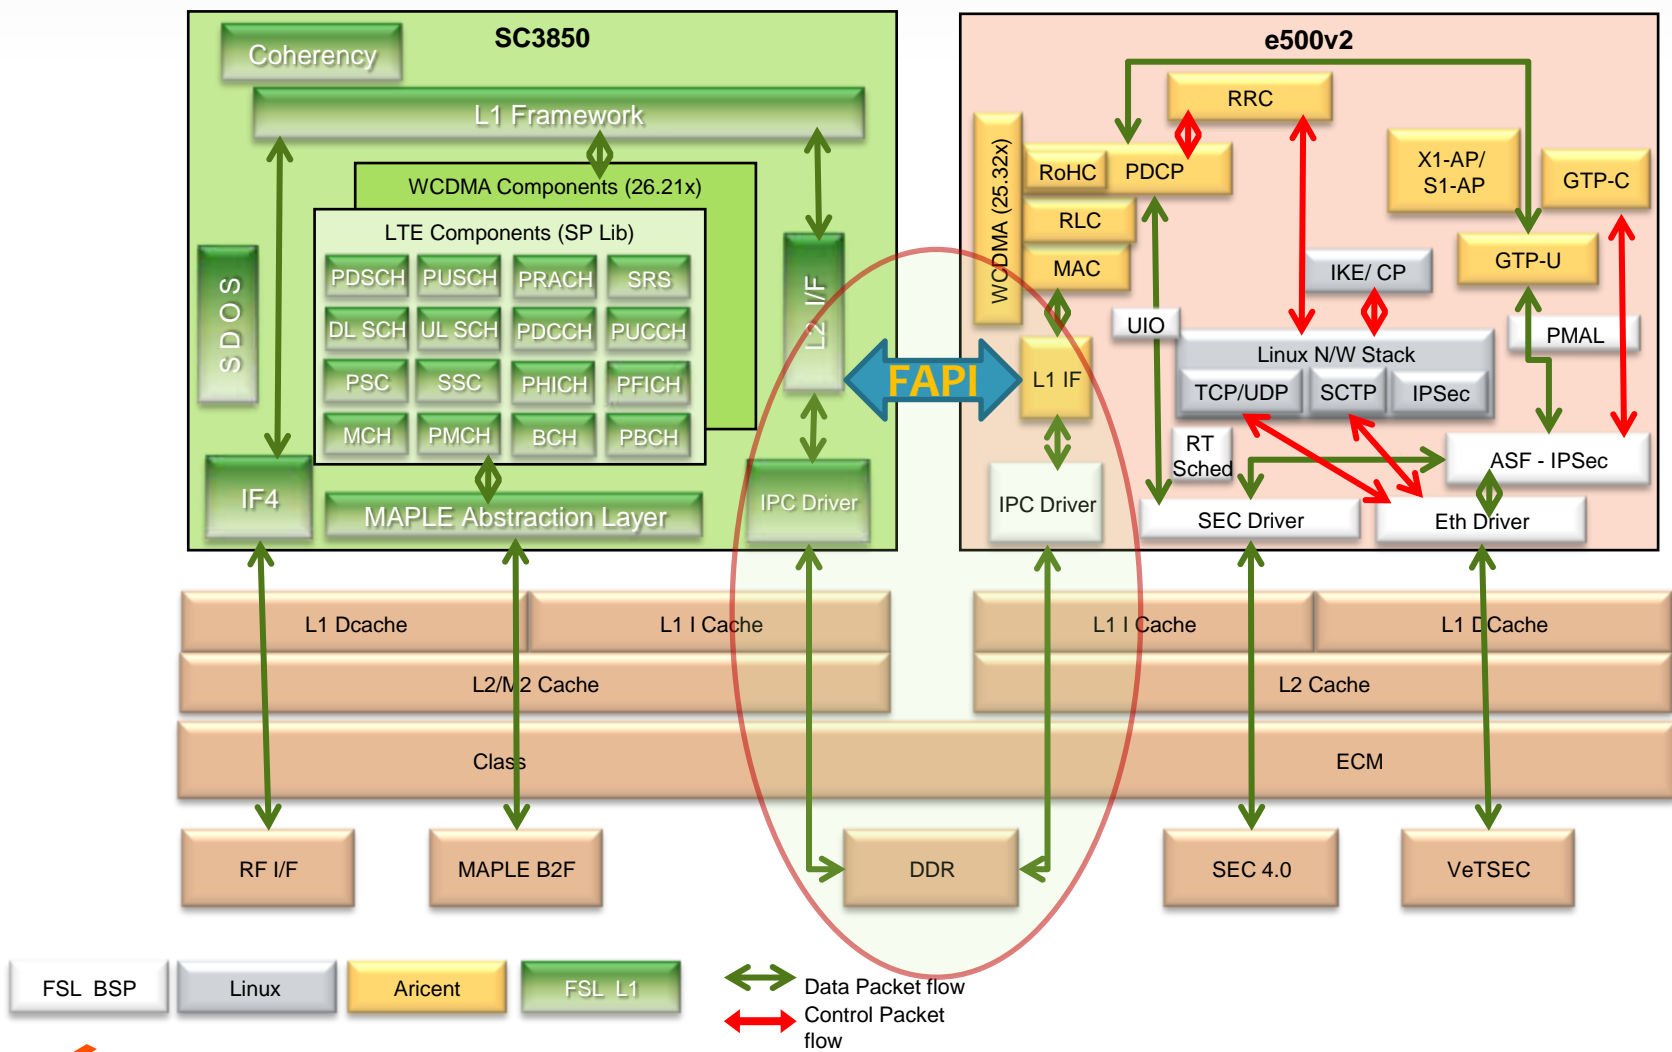 SC3850
Coherency
L1 Framework
WCDMA Components (26.21x)
LTE Components (SP Lib)
PDSCH PUSCH PRACH SRS
DL SCH UL SCH PDCCH PUCCH
PSC SSC PHICH PFICH
MCH PMCH BCH PBCH
S D O S
L2 I/F
IF4
MAPLE Abstraction Layer
IPC Driver
FAPI
e500v2
RRC
WCDMA (25.32x)
RoHC PDCP
RLC
MAC
X1-AP/
S1-AP
GTP-C
GTP-U
IKE/ CP
UIO
PMAL
Linux N/W Stack
TCP/UDP SCTP IPSec
L1 IF
RT
Sched
ASF - IPSec
IPC Driver
SEC Driver
Eth Driver
L1 Dcache L1 I Cache
L1 I Cache L1 DCache
L2/M2 Cache
L2 Cache
Class
ECM
RF I/F
MAPLE B2F
DDR
SEC 4.0
VeTSEC
FSL BSP
Linux
Aricent
FSL L1
Data Packet flow
Control Packet
flow